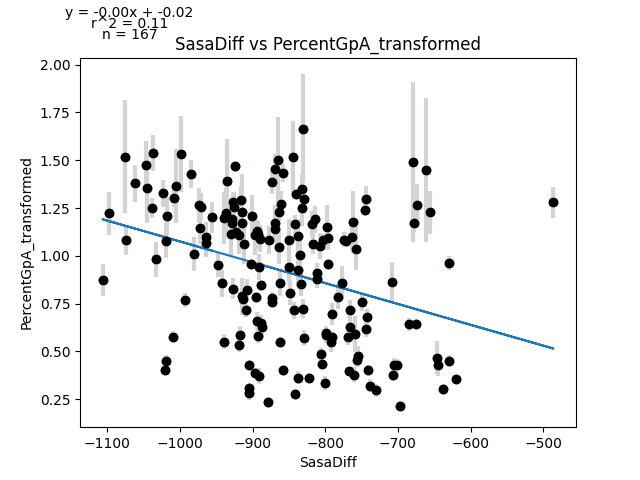 y = -0.00x + -0.02
r^2 = 0.11
n = 167
SasaDiff vs PercentGpA_transformed
2.00
1.75
1.50
1.25
1.00
0.75
0.50
0.25
PercentGpA_transformed
−1100 −1000 −900 −800 −700 −600 −500
SasaDiff